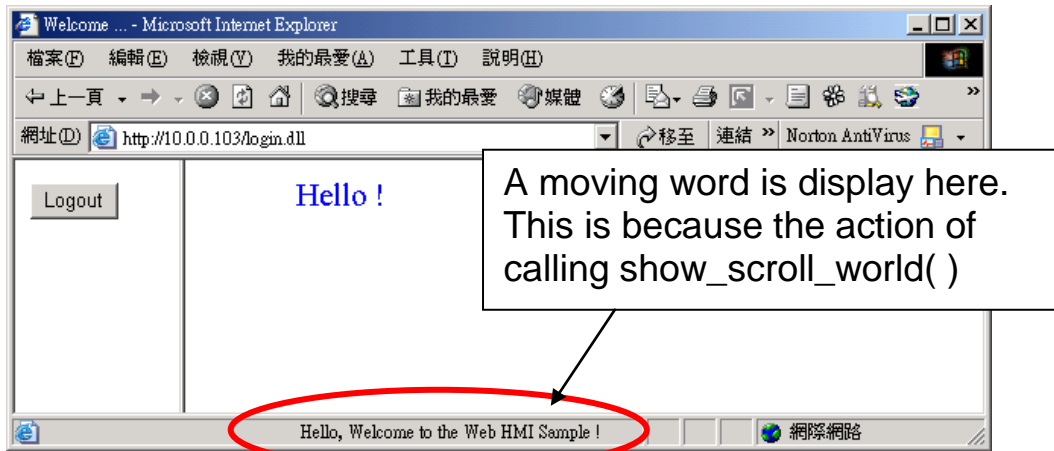 Welcome ... - Microsoft Internet Explorer
檔案(F) 編輯(E) 檢視(V) 我的最愛(A) 工具(T) 說明(H)
上一頁 搜尋 我的最愛 媒體 »
網址(D) http://10.0.0.103/login.dll 移至 連結 » Norton AntiVirus
Logout
Hello !
A moving word is display here.
This is because the action of
calling show_scroll_world( )
Hello, Welcome to the Web HMI Sample !
網際網路